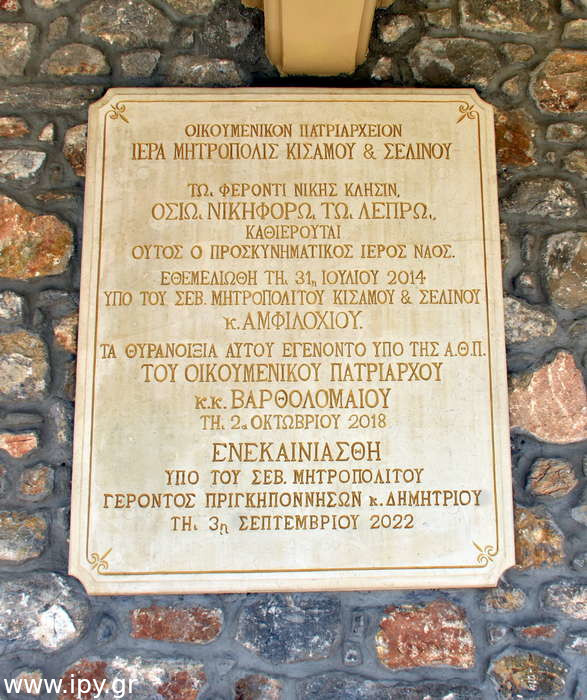 ΟΙΚΟΥΜΕΝΙΚΟΝ ΠΑΤΡΙΑΡΧΕΙΟΝ
ΙΕΡΑ ΜΗΤΡΟΠΟΛΙΣ ΚΙΣΑΜΟΥ & ΣΕΛΙΝΟΥ
ΤΩ, ΦΕΡΟΝΤΙ ΝΙΚΗΣ ΚΛΗΣΙΝ,
ΟΣΙΩ, ΝΙΚΗΦΟΡΩ, ΤΩ, ΛΕΠΡΩ,,
ΚΑΘΙΕΡΟΥΤΑΙ
ΟΥΤΟΣ Ο ΠΡΟΣΚΥΝΗΜΑΤΙΚΟΣ ΙΕΡΟΣ ΝΑΟΣ.
ΕΘΕΜΕΛΙΩΘΗ ΤΗ, 31η ΙΟΥΛΙΟΥ 2014
ΥΠΟ ΤΟΥ ΣΕΒ. ΜΗΤΡΟΠΟΛΙΤΟΥ ΚΙΣΑΜΟΥ & ΣΕΛΙΝΟΥ
κ. ΑΜΦΙΛΟΧΙΟΥ.
ΤΑ ΘΥΡΑΝΟΙΞΙΑ ΑΥΤΟΥ ΕΓΕΝΟΝΤΟ ΥΠΟ ΤΗΣ Α.Θ.Π.
ΤΟΥ ΟΙΚΟΥΜΕΝΙΚΟΥ ΠΑΤΡΙΑΡΧΟΥ
κ.κ. ΒΑΡΘΟΛΟΜΑΙΟΥ
ΤΗ, 2α ΟΚΤΩΒΡΙΟΥ 2018
ΕΝΕΚΑΙΝΙΑΣΘΗ
ΥΠΟ ΤΟΥ ΣΕΒ. ΜΗΤΡΟΠΟΛΙΤΟΥ
ΓΕΡΟΝΤΟΣ ΠΡΙΓΚΗΠΟΝΝΗΣΩΝ κ. ΔΗΜΗΤΡΙΟΥ
ΤΗ, 3ῃ ΣΕΠΤΕΜΒΡΙΟΥ 2022
www.ipy.gr